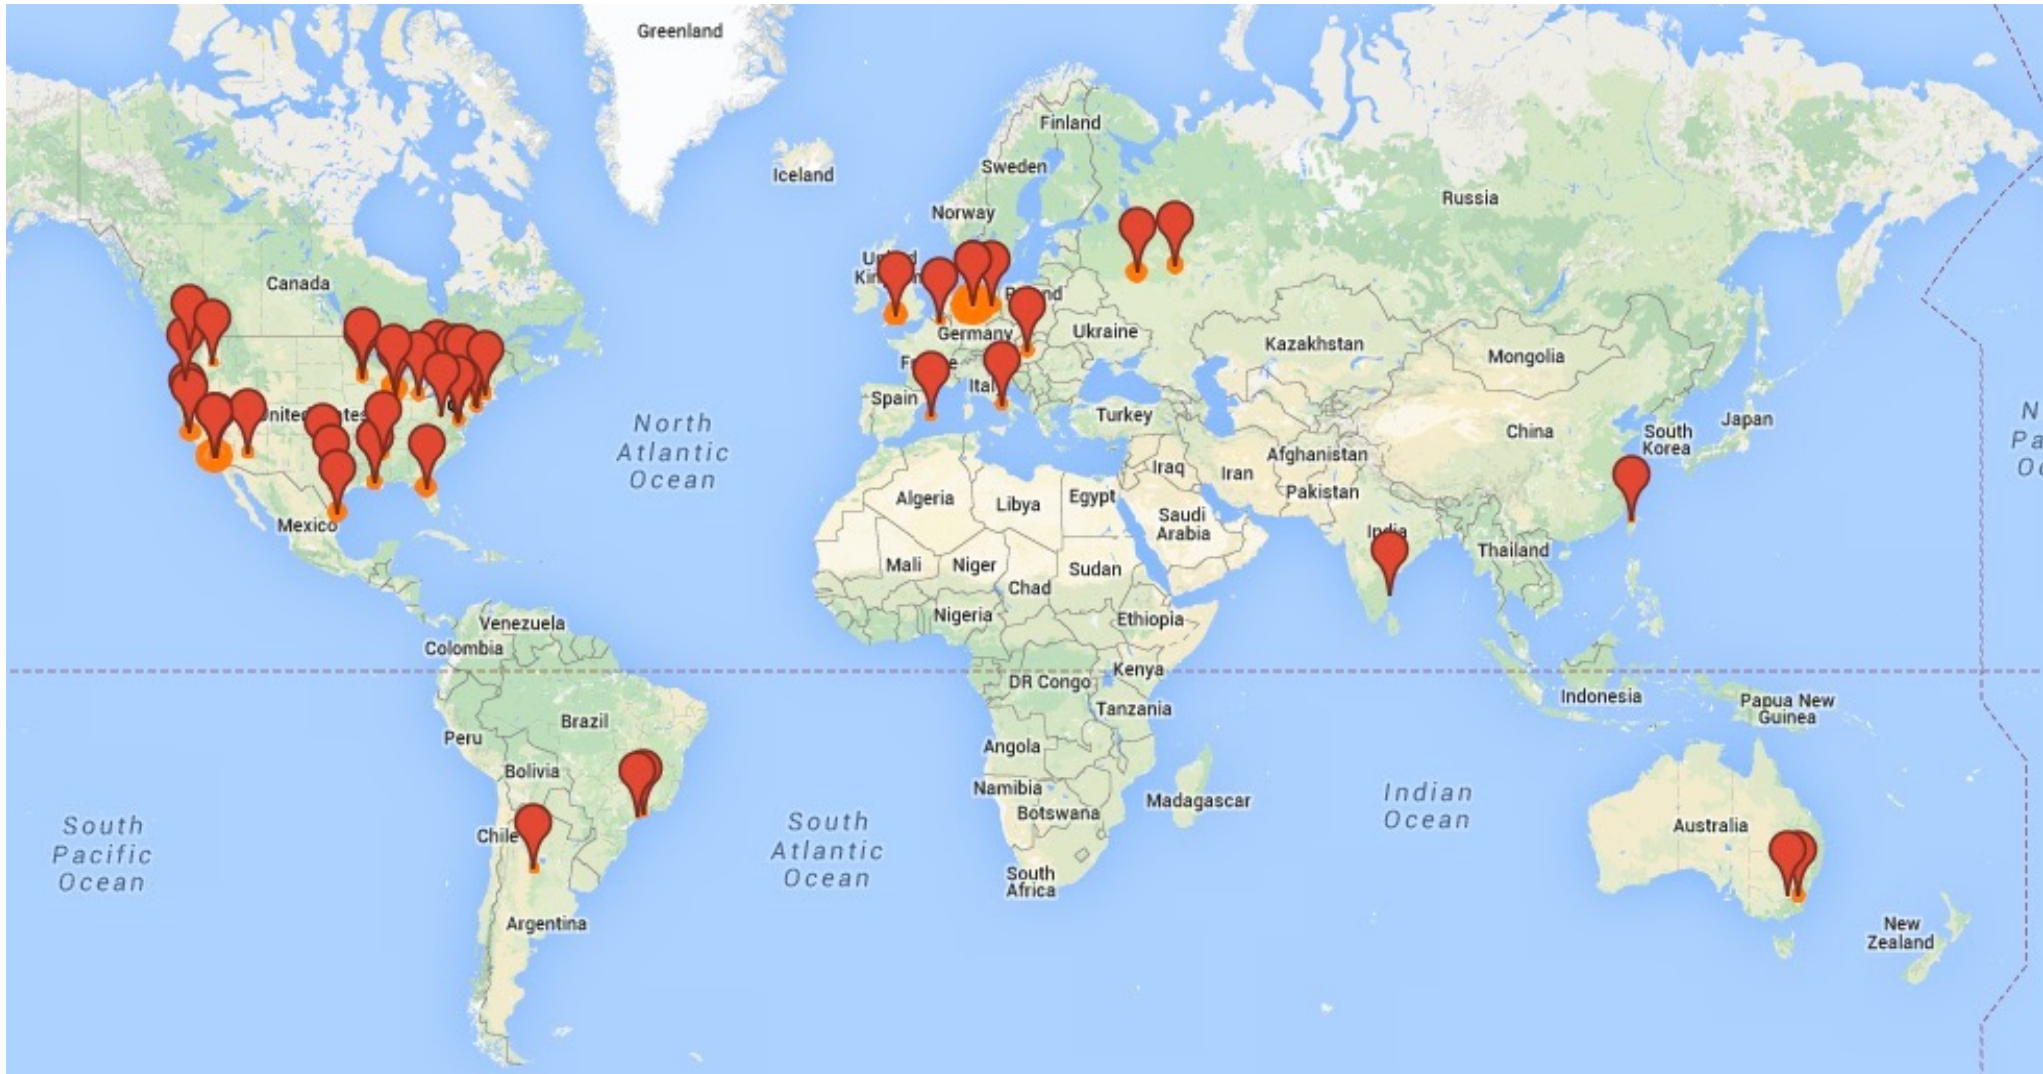 Greenland
Finland
Iceland
Sweden
Russia
Norway
Canada
Ukraine
Germany
Kazakhstan
Mongolia
Spain
Turkey
Japan
China
South
Korea
North
Atlantic
Ocean
Afghanistan
Iraq
Iran
Pakistan
Algeria
Libya
Egypt
Saudi
Arabia
Mexico
India
Thailand
Mali
Niger
Sudan
Chad
Nigeria
Ethiopia
Venezuela
Colombia
Kenya
DR Congo
Indonesia
Papua New
Guinea
Tanzania
Brazil
Peru
Angola
Bolivia
Namibia
Botswana
Madagascar
Indian
Ocean
South
Pacific
Ocean
Chile
South
Atlantic
Ocean
Australia
South
Africa
Argentina
New
Zealand